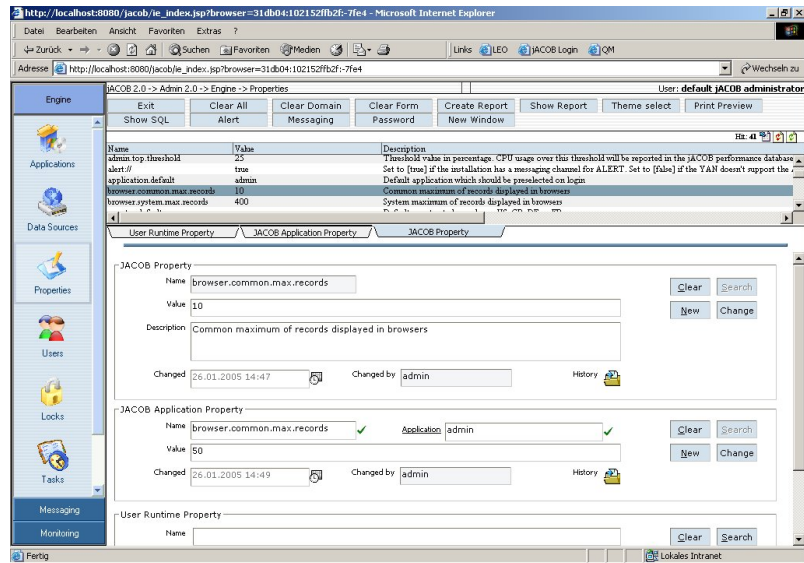 http://localhost:8080/jacob/ie_index.jsp?browser=31db04:102152ffb2f:-7fe4 - Microsoft Internet Explorer
Datei Bearbeiten Ansicht Favoriten Extras ?
Zurück Suchen Favoriten Medien Links LEO jACOB Login QM
Adresse http://localhost:8080/jacob/ie_index.jsp?browser=31db04:102152ffb2f:-7fe4 Wechseln zu
Engine
jACOB 2.0 -> Admin 2.0 -> Engine -> Properties User: default jACOB administrator
Exit Clear All Clear Domain Clear Form Create Report Show Report Theme select Print Preview
Show SQL Alert Messaging Password New Window
Hit: 41
Name Value Description
admin.top.threshold 25 Threshold value in percentage. CPU usage over this threshold will be reported in the jACOB performance database
alert:// true Set to [true] if the installation has a messaging channel for ALERT. Set to [false] if the YAN doesn't support the
application.default admin Default application which should be preselected on login
browser.common.max.records 10 Common maximum of records displayed in browsers
browser.system.max.records 400 System maximum of records displayed in browsers
Applications
Data Sources
Properties
Users
Locks
Tasks
Messaging
Monitoring
User Runtime Property JACOB Application Property JACOB Property
JACOB Property
Name browser.common.max.records Clear Search
Value 10 New Change
Description Common maximum of records displayed in browsers
Changed 26.01.2005 14:47 Changed by admin History
JACOB Application Property
Name browser.common.max.records Application admin Clear Search
Value 50 New Change
Changed 26.01.2005 14:49 Changed by admin History
User Runtime Property
Name Clear Search
Fertig Lokales Intranet